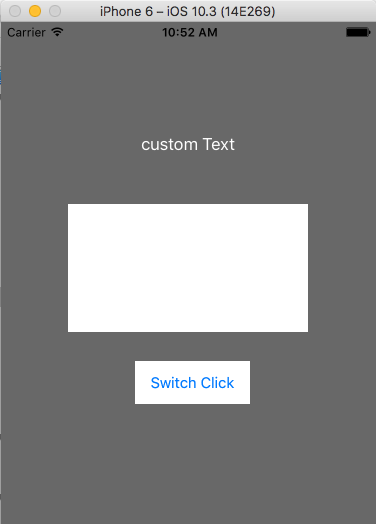 iPhone 6 – iOS 10.3 (14E269)
Carrier 10:52 AM
custom Text
Switch Click